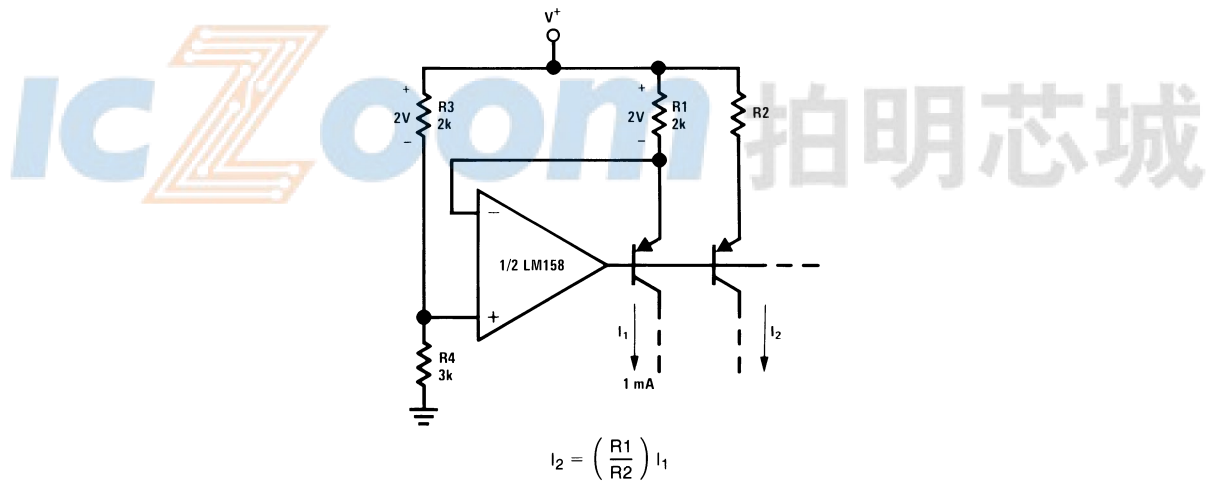 V+
+
2V
−
R3
2k
+
2V
−
R1
2k
R2
ICZoom 拍明芯城
−
1/2 LM158
+
R4
3k
I1
1 mA
I2
I2 = (R1/R2) I1